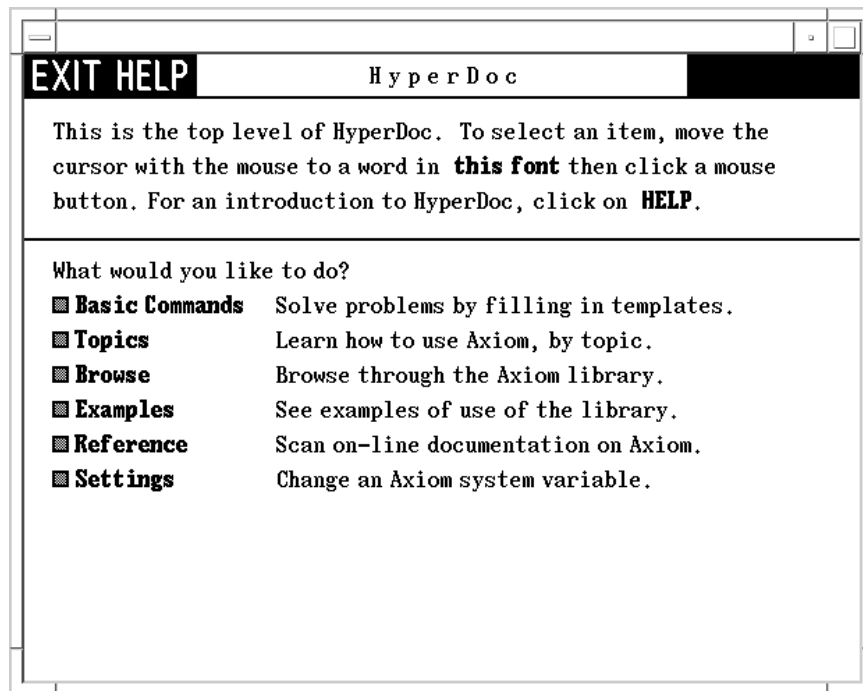 EXIT HELP HyperDoc
This is the top level of HyperDoc. To select an item, move the
cursor with the mouse to a word in this font then click a mouse
button. For an introduction to HyperDoc, click on HELP.
What would you like to do?
Basic Commands Solve problems by filling in templates.
Topics Learn how to use Axiom, by topic.
Browse Browse through the Axiom library.
Examples See examples of use of the library.
Reference Scan on-line documentation on Axiom.
Settings Change an Axiom system variable.